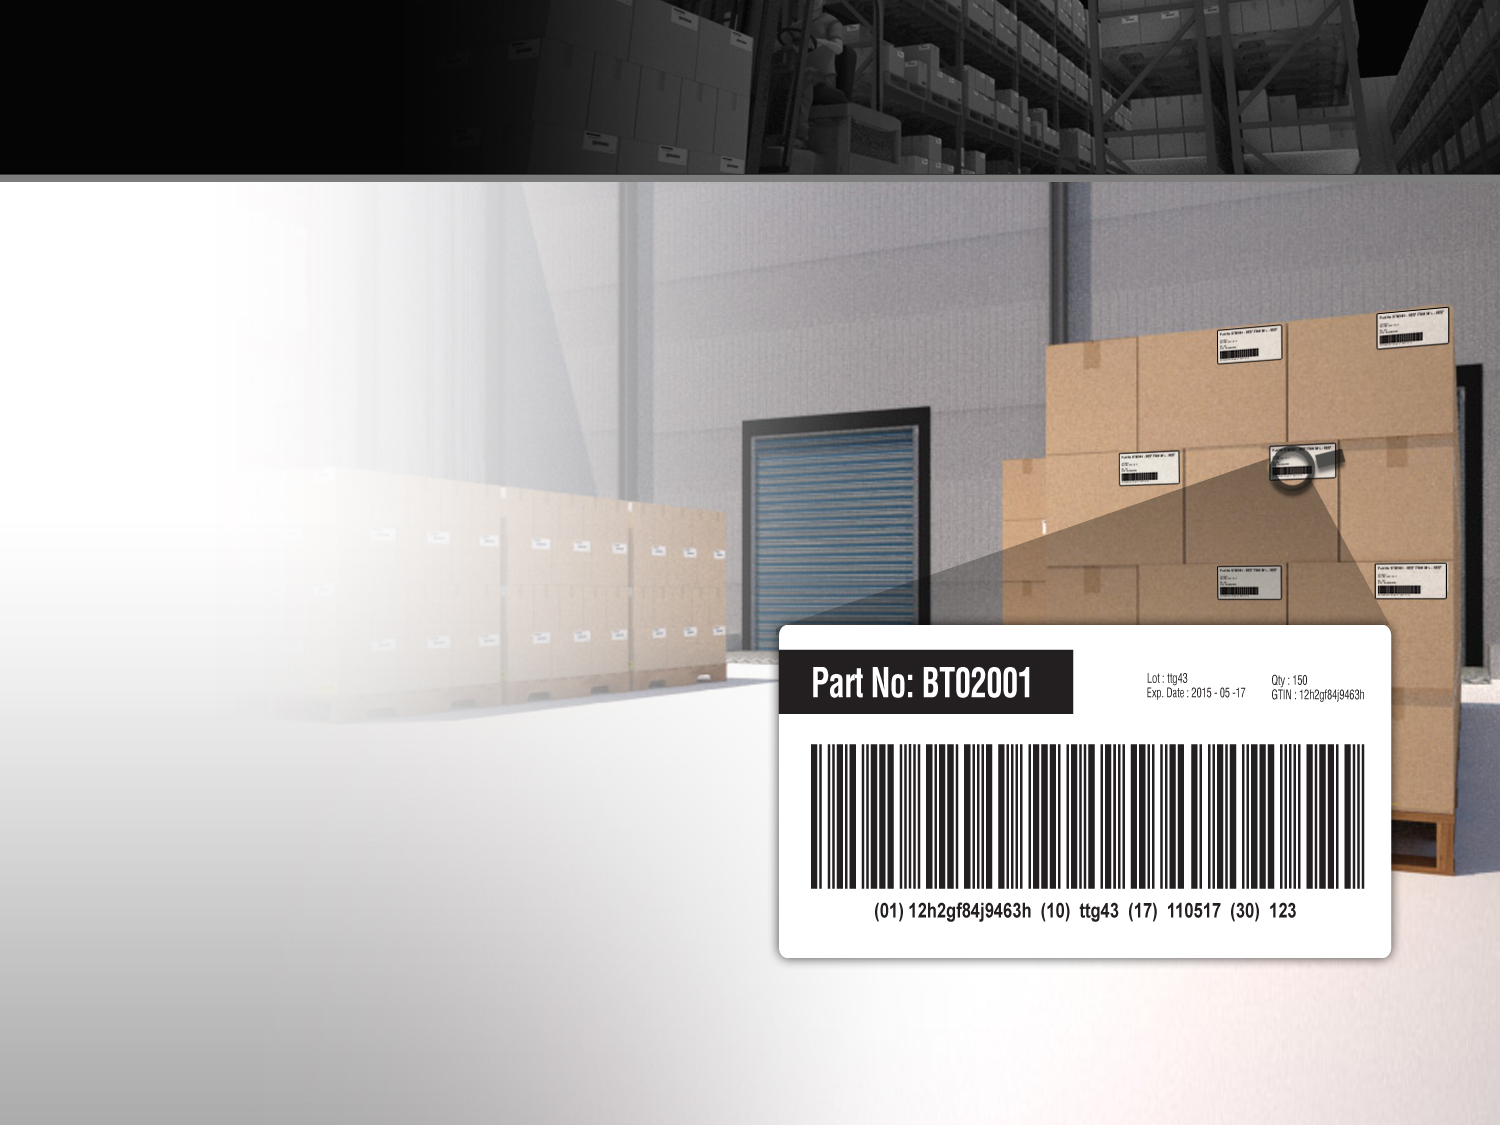 Part No: BT02001
Lot : ttg43
Exp. Date : 2015 - 05 -17
Qty : 150
GTIN : 12h2gf84j9463h
(01) 12h2gf84j9463h (10) ttg43 (17) 110517 (30) 123